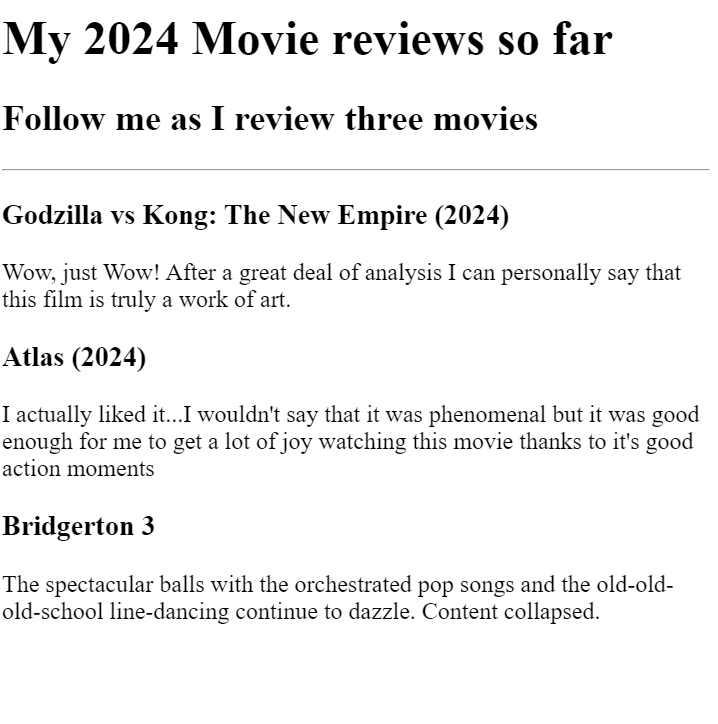 My 2024 Movie reviews so far
Follow me as I review three movies
Godzilla vs Kong: The New Empire (2024)
Wow, just Wow! After a great deal of analysis I can personally say that
this film is truly a work of art.
Atlas (2024)
I actually liked it...I wouldn't say that it was phenomenal but it was good
enough for me to get a lot of joy watching this movie thanks to it's good
action moments
Bridgerton 3
The spectacular balls with the orchestrated pop songs and the old-old-
old-school line-dancing continue to dazzle. Content collapsed.